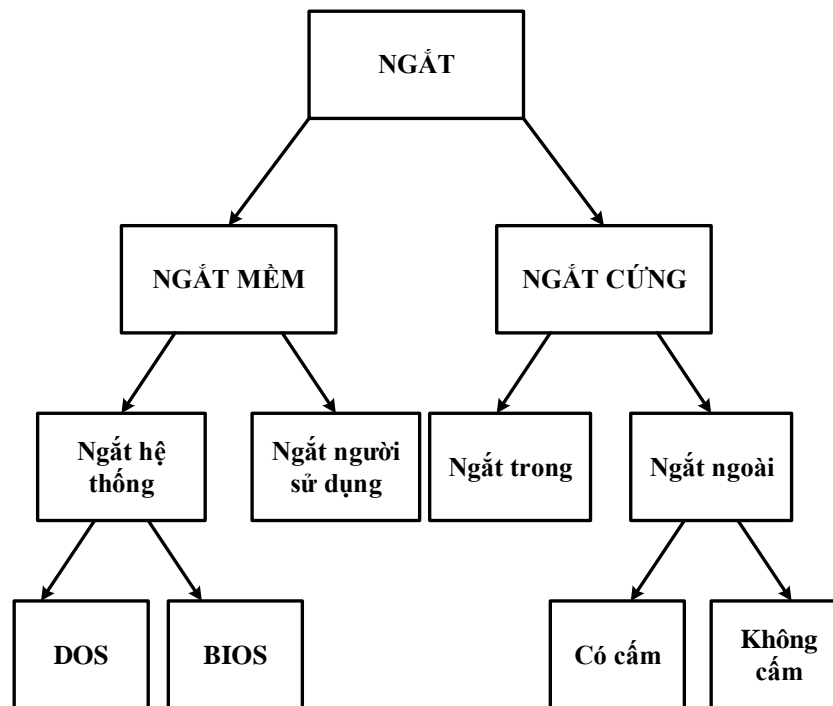 NGẮT
NGẮT MỀM
NGẮT CỨNG
Ngắt hệ
thống
Ngắt người
sử dụng
Ngắt trong
Ngắt ngoài
DOS
BIOS
Có cấm
Không
cấm